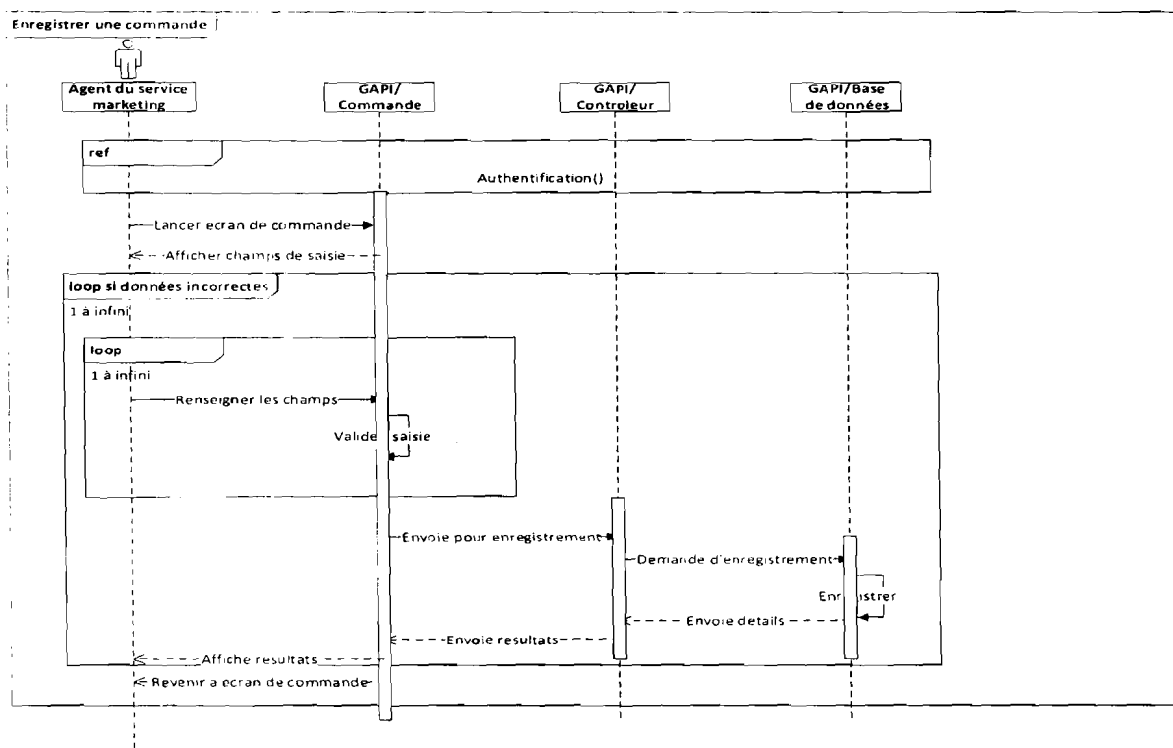 Enregistrer une commande
Agent du service
marketing
GAPI/
Commande
GAPI/
Controleur
GAPI/Base
de données
ref
Authentification()
Lancer ecran de commande
Afficher champs de saisie
loop si données incorrectes
1 à infini
loop
1 à infini
Renseigner les champs
Valide saisie
Envoie pour enregistrement
Demande d'enregistrement
Enr istrer
Envoie details
Envoie resultats
Affiche resultats
Revenir a ecran de commande